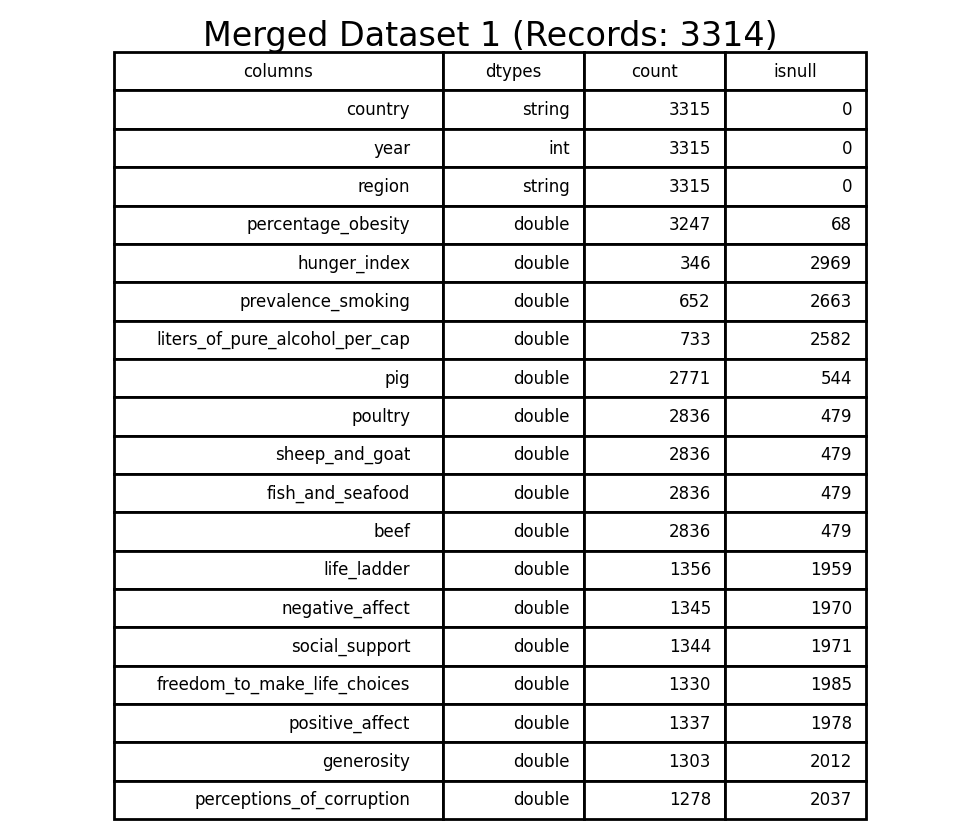 Merged Dataset 1 (Records: 3314)
columns dtypes count isnull
country string 3315 0
year int 3315 0
region string 3315 0
percentage_obesity double 3247 68
hunger_index double 346 2969
prevalence_smoking double 652 2663
liters_of_pure_alcohol_per_cap double 733 2582
pig double 2771 544
poultry double 2836 479
sheep_and_goat double 2836 479
fish_and_seafood double 2836 479
beef double 2836 479
life_ladder double 1356 1959
negative_affect double 1345 1970
social_support double 1344 1971
freedom_to_make_life_choices double 1330 1985
positive_affect double 1337 1978
generosity double 1303 2012
perceptions_of_corruption double 1278 2037